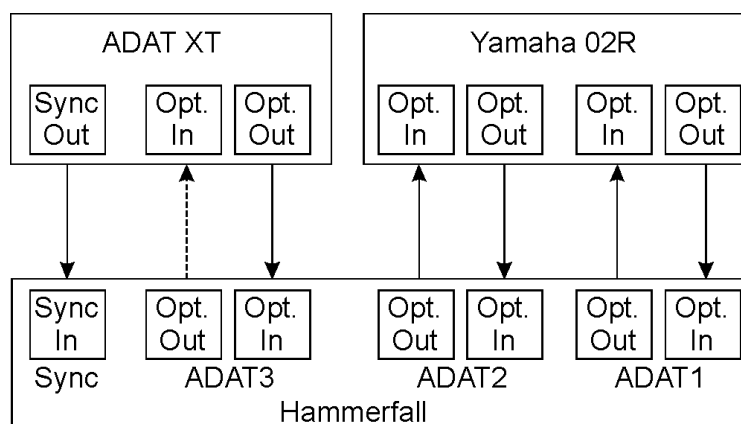 ADAT XT
Yamaha 02R
Sync
Out
Opt.
In
Opt.
Out
Opt.
In
Opt.
Out
Opt.
In
Opt.
Out
Sync
In
Opt.
Out
Opt.
In
Opt.
Out
Opt.
In
Opt.
Out
Opt.
In
Sync
ADAT3
ADAT2
ADAT1
Hammerfall